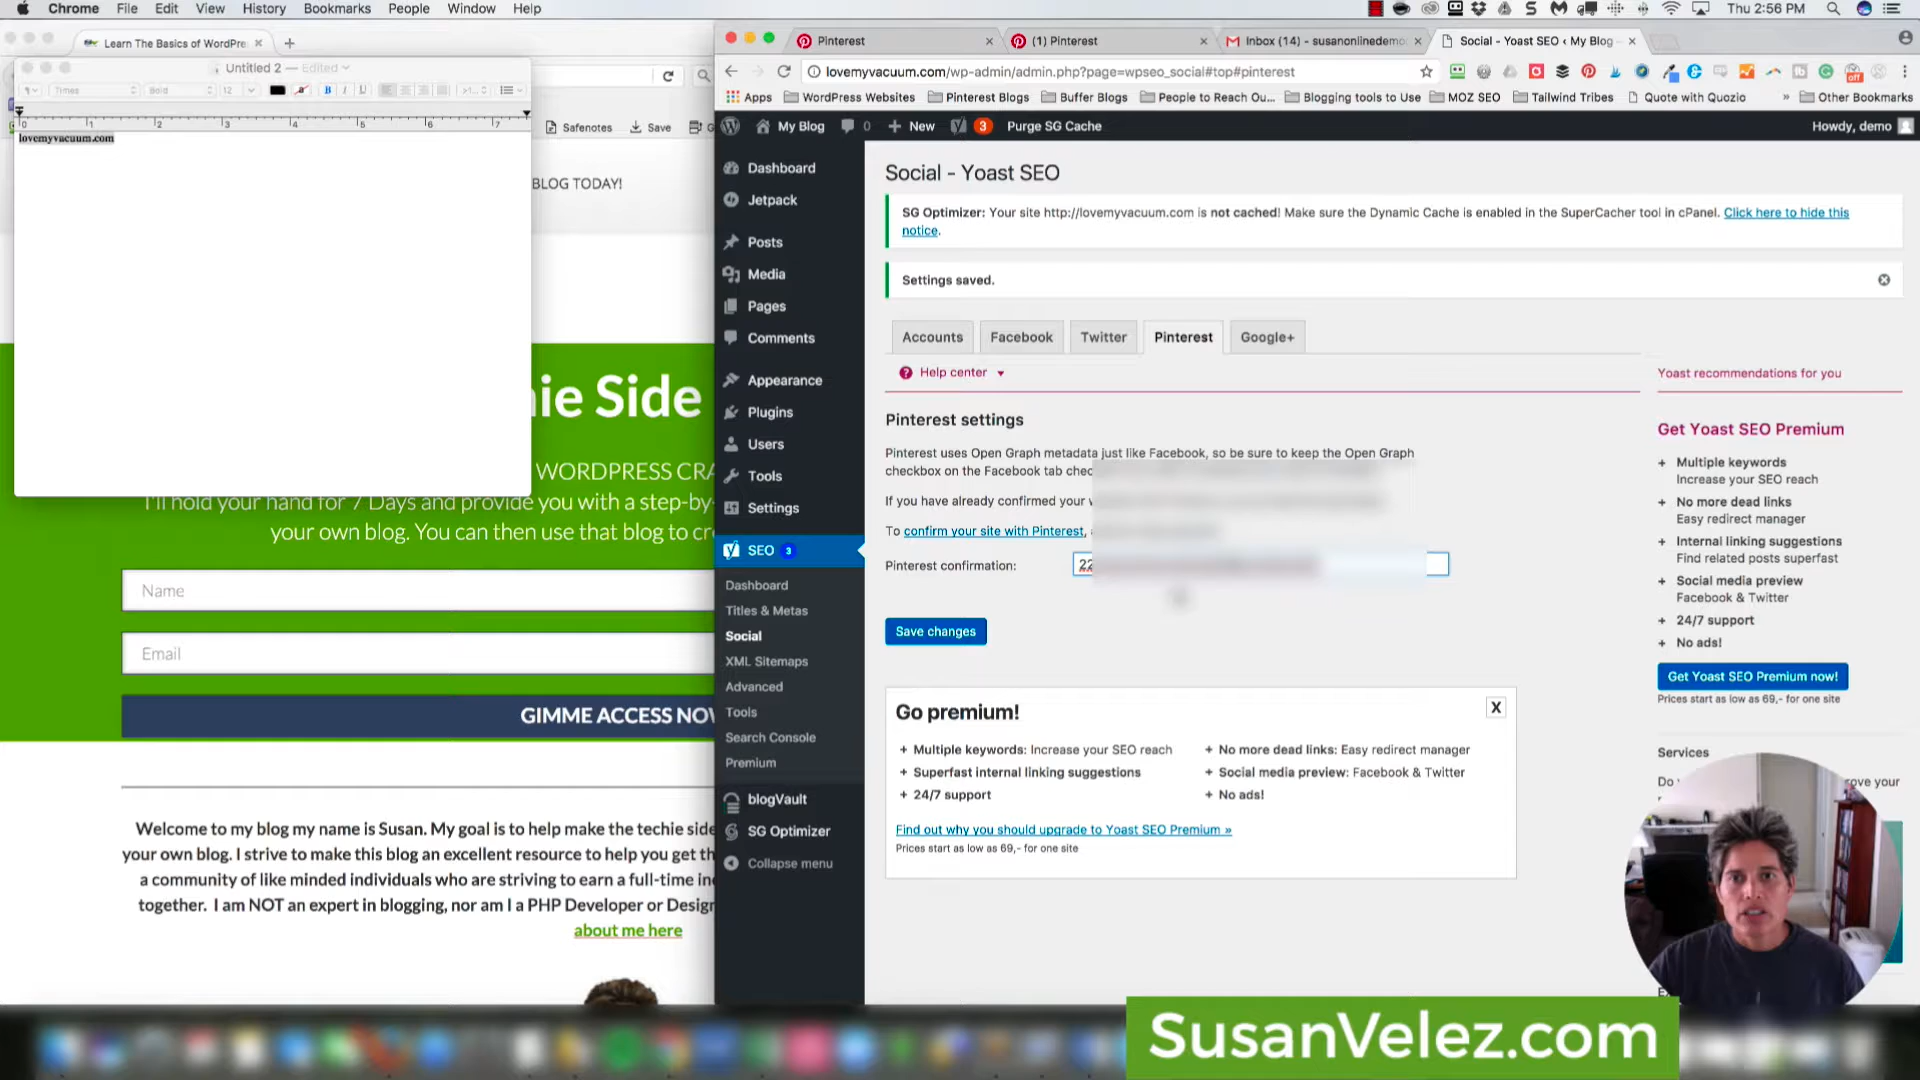 Chrome File Edit View History Bookmarks People Window Help
Thu 2:56 PM
Learn The Basics of WordPre
Untitled 2 — Edited
Times
Bold
12
B I U
0 1 2 3 4 5 6 7
lovemyvacuum.com
Safenotes Save
BLOG TODAY!
hie Side
WORDPRESS CRA
I'll hold your hand for 7 Days and provide you with a step-by-
your own blog. You can then use that blog to cr
Name
Email
GIMME ACCESS NOW
Welcome to my blog my name is Susan. My goal is to help make the techie side
your own blog. I strive to make this blog an excellent resource to help you get th
a community of like minded individuals who are striving to earn a full-time in
together. I am NOT an expert in blogging, nor am I a PHP Developer or Design
about me here
Pinterest
(1) Pinterest
Inbox (14) - susanonlinedemo
Social - Yoast SEO ‹ My Blog
lovemyvacuum.com/wp-admin/admin.php?page=wpseo_social#top#pinterest
Apps WordPress Websites Pinterest Blogs Buffer Blogs People to Reach Ou... Blogging tools to Use MOZ SEO Tailwind Tribes Quote with Quozio » Other Bookmarks
My Blog 0 New 3 Purge SG Cache
Howdy, demo
Dashboard
Jetpack
Posts
Media
Pages
Comments
Appearance
Plugins
Users
Tools
Settings
SEO 3
Dashboard
Titles & Metas
Social
XML Sitemaps
Advanced
Tools
Search Console
Premium
blogVault
SG Optimizer
Collapse menu
Social - Yoast SEO
SG Optimizer: Your site http://lovemyvacuum.com is not cached! Make sure the Dynamic Cache is enabled in the SuperCacher tool in cPanel. Click here to hide this
notice.
Settings saved.
Accounts Facebook Twitter Pinterest Google+
Help center
Pinterest settings
Pinterest uses Open Graph metadata just like Facebook, so be sure to keep the Open Graph
checkbox on the Facebook tab chec
If you have already confirmed your w
To confirm your site with Pinterest, a
Pinterest confirmation: 22
Save changes
Go premium!
X
+ Multiple keywords: Increase your SEO reach
+ Superfast internal linking suggestions
+ 24/7 support
+ No more dead links: Easy redirect manager
+ Social media preview: Facebook & Twitter
+ No ads!
Find out why you should upgrade to Yoast SEO Premium »
Prices start as low as 69,- for one site
Yoast recommendations for you
Get Yoast SEO Premium
+ Multiple keywords
Increase your SEO reach
+ No more dead links
Easy redirect manager
+ Internal linking suggestions
Find related posts superfast
+ Social media preview
Facebook & Twitter
+ 24/7 support
+ No ads!
Get Yoast SEO Premium now!
Prices start as low as 69,- for one site
Services
SusanVelez.com